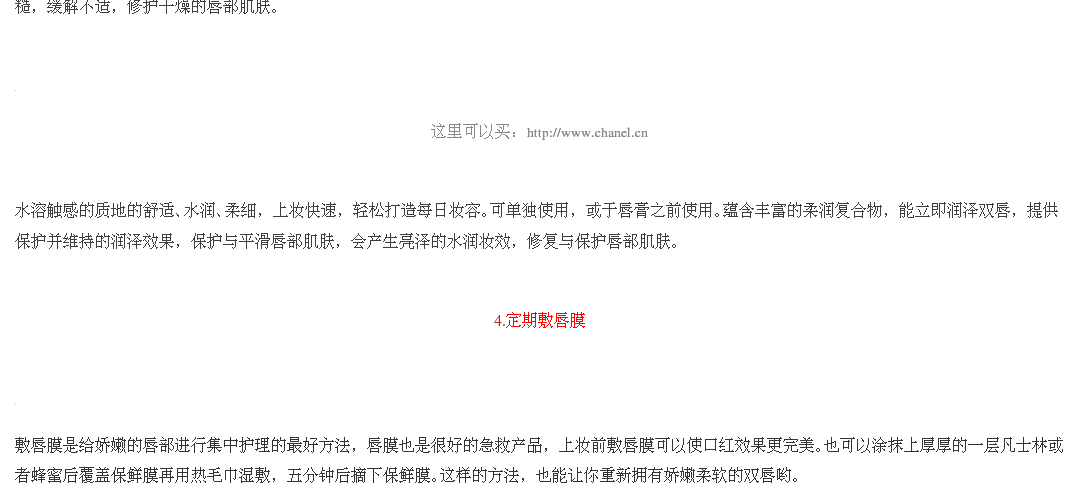 糙，缓解不适，修护干燥的唇部肌肤。
这里可以买：http://www.chanel.cn
水溶触感的质地的舒适、水润、柔细，上妆快速，轻松打造每日妆容。可单独使用，或于唇膏之前使用。蕴含丰富的柔润复合物，能立即润泽双唇，提供
保护并维持的润泽效果，保护与平滑唇部肌肤，会产生亮泽的水润妆效，修复与保护唇部肌肤。
4.定期敷唇膜
敷唇膜是给娇嫩的唇部进行集中护理的最好方法，唇膜也是很好的急救产品，上妆前敷唇膜可以使口红效果更完美。也可以涂抹上厚厚的一层凡士林或
者蜂蜜后覆盖保鲜膜再用热毛巾湿敷，五分钟后摘下保鲜膜。这样的方法，也能让你重新拥有娇嫩柔软的双唇哟。